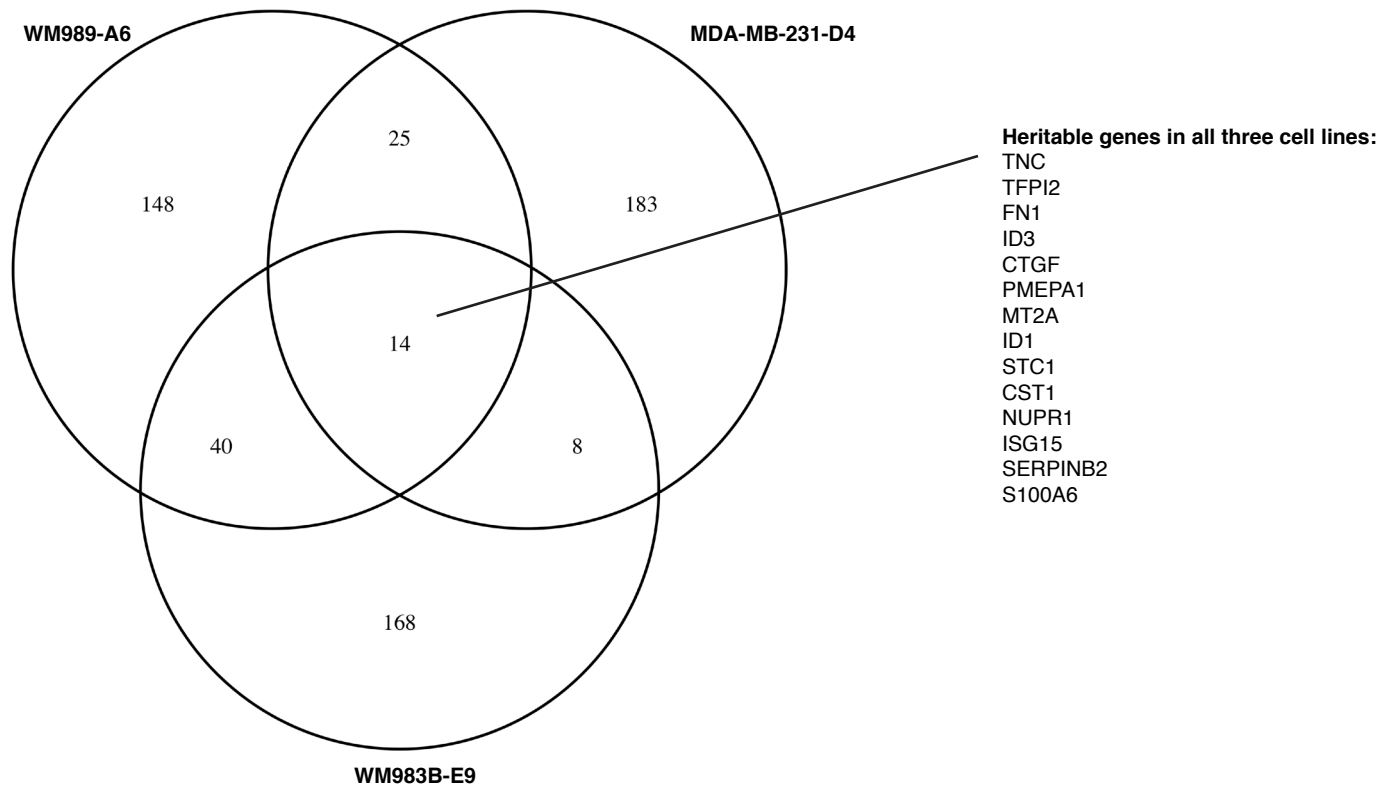 WM989-A6
MDA-MB-231-D4
25
148
183
14
40
8
168
WM983B-E9
Heritable genes in all three cell lines:
TNC
TFPI2
FN1
ID3
CTGF
PMEPA1
MT2A
ID1
STC1
CST1
NUPR1
ISG15
SERPINB2
S100A6